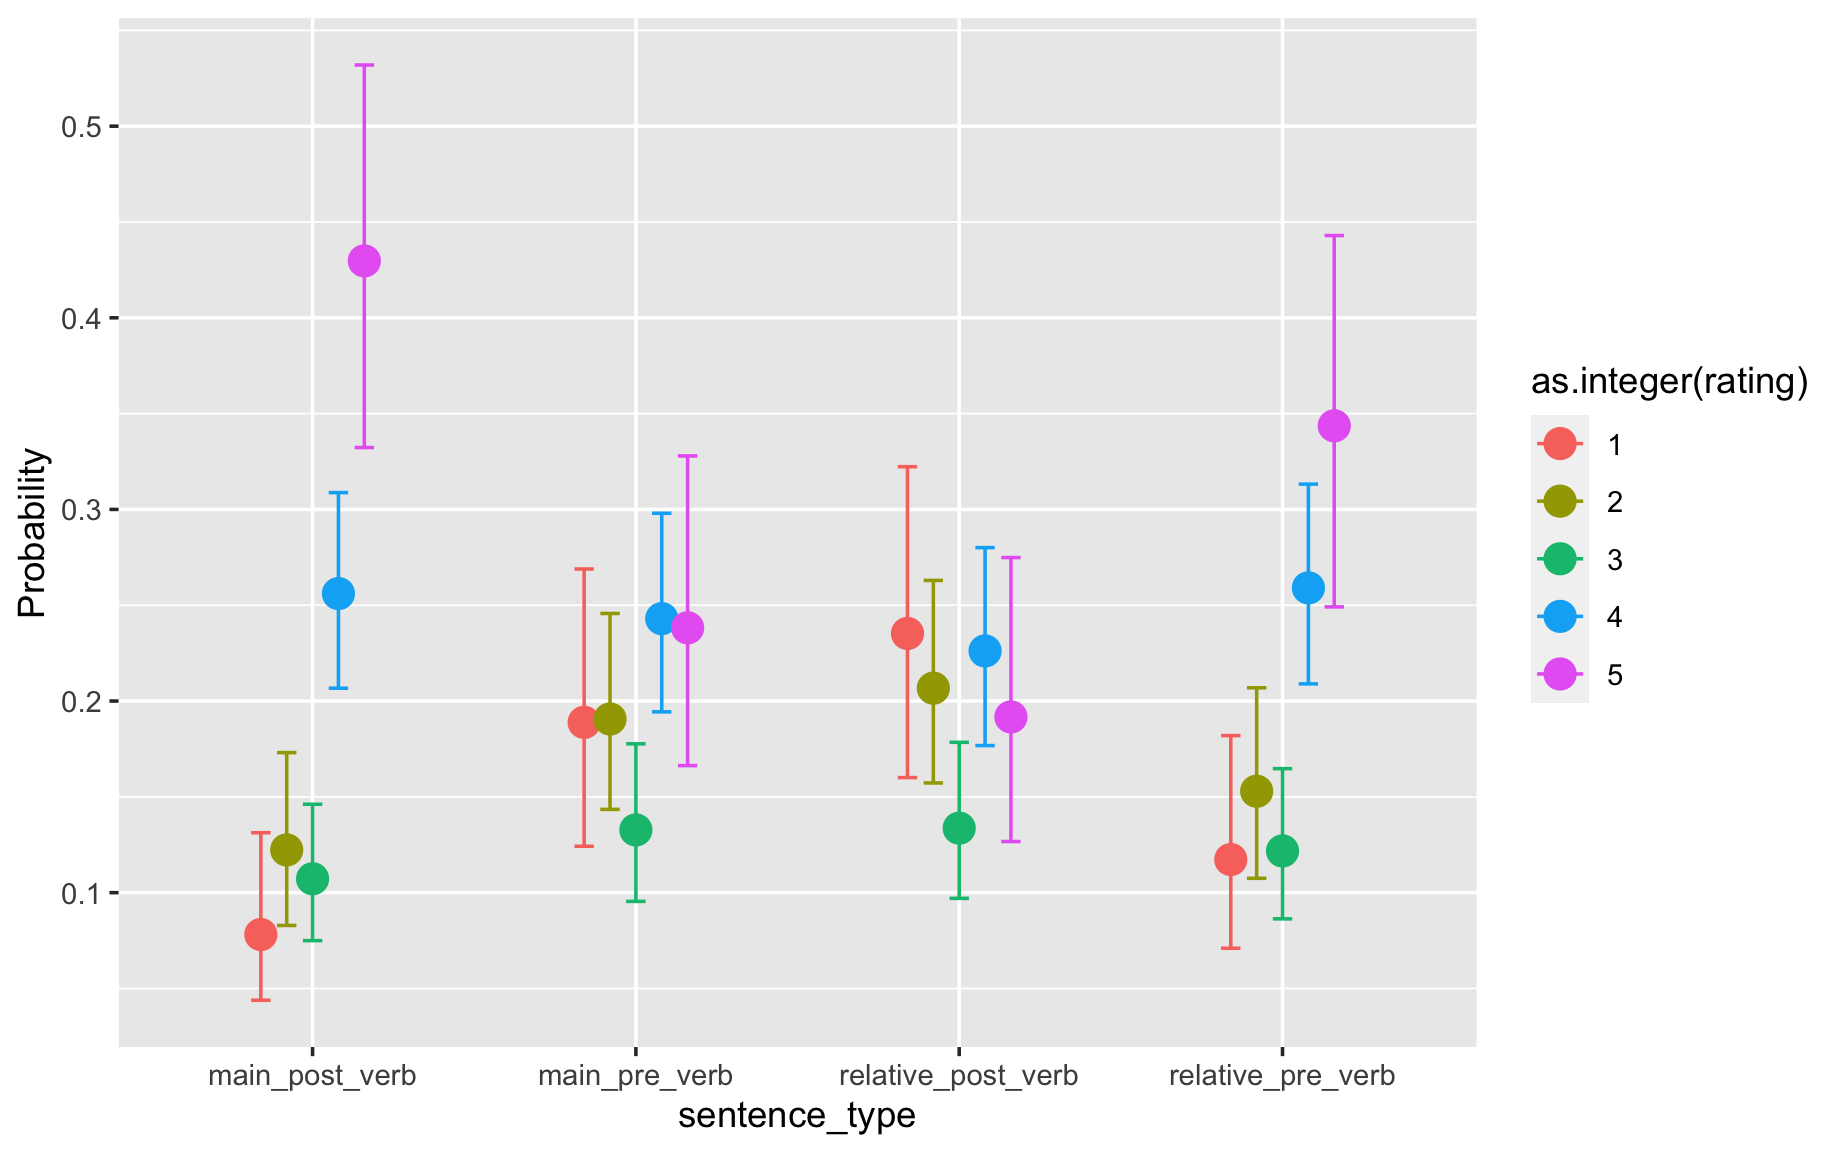 Probability
0.5
0.4
0.3
0.2
0.1
main_post_verb
main_pre_verb
relative_post_verb
relative_pre_verb
sentence_type
as.integer(rating)
1
2
3
4
5